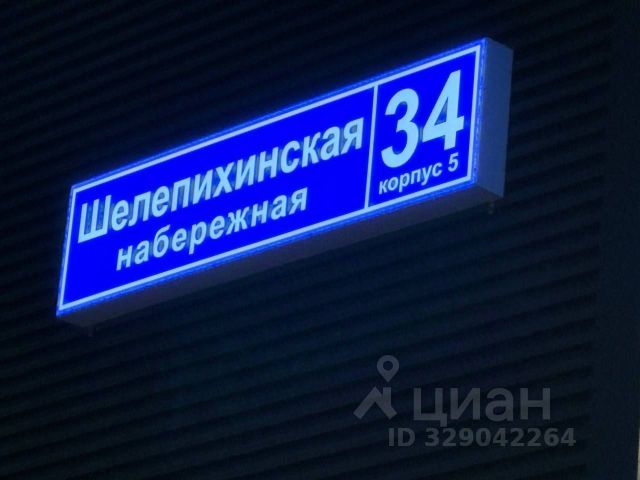 Шелепихинская
набережная
34
корпус 5
циан
ID 329042264